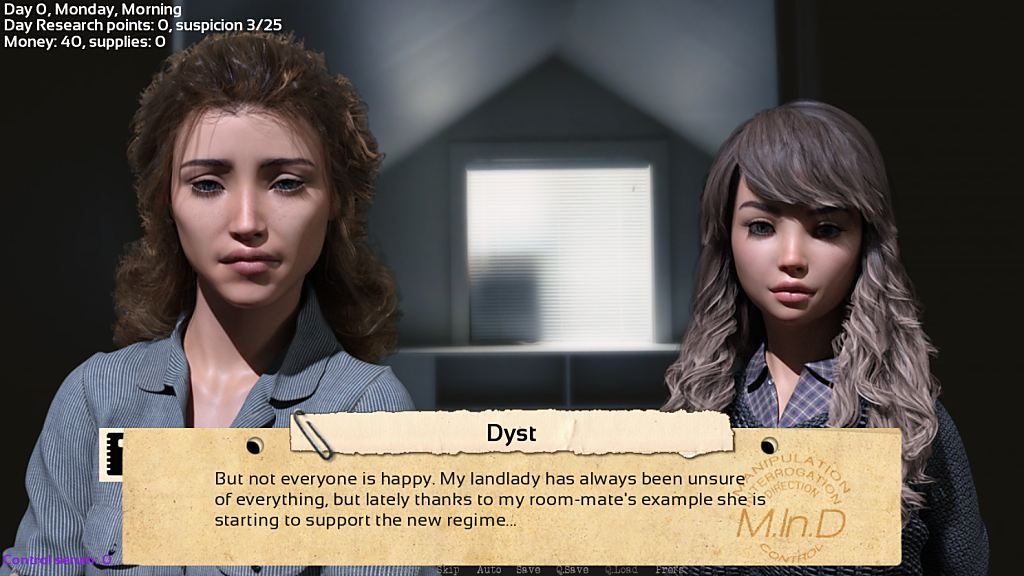 Day 0, Monday, Morning
Day Research points: 0, suspicion 3/25
Money: 40, supplies: 0
Dyst
But not everyone is happy. My landlady has always been unsure
of everything, but lately thanks to my room-mate's example she is
starting to support the new regime...
MANIPULATION
INTERROGATION
DIRECTION
M.In.D
CONTROL
Skip Auto Save Q.Save Q.Load Prefs